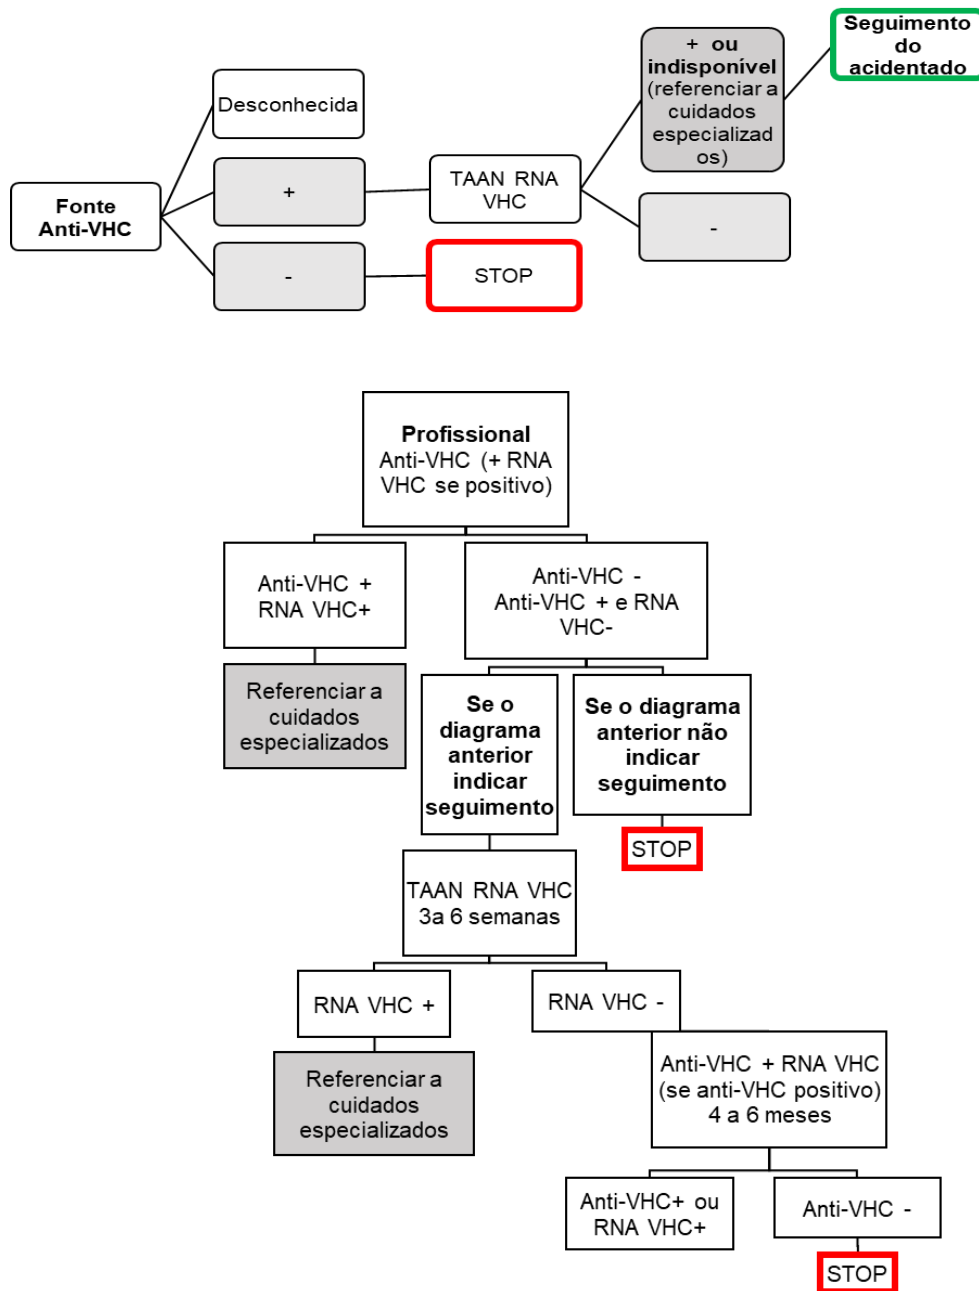 Seguimento
do
acidentado
+ ou
indisponível
(referenciar a
cuidados
especializad
os)
Desconhecida
+
TAAN RNA
VHC
Fonte
Anti-VHC
-
-
STOP
Profissional
Anti-VHC (+ RNA
VHC se positivo)
Anti-VHC +
RNA VHC+
Anti-VHC -
Anti-VHC + e RNA
VHC-
Referenciar a
cuidados
especializados
Se o
diagrama
anterior
indicar
seguimento
Se o diagrama
anterior não
indicar
seguimento
STOP
TAAN RNA VHC
3a 6 semanas
RNA VHC +
RNA VHC -
Referenciar a
cuidados
especializados
Anti-VHC + RNA VHC
(se anti-VHC positivo)
4 a 6 meses
Anti-VHC+ ou
RNA VHC+
Anti-VHC -
STOP